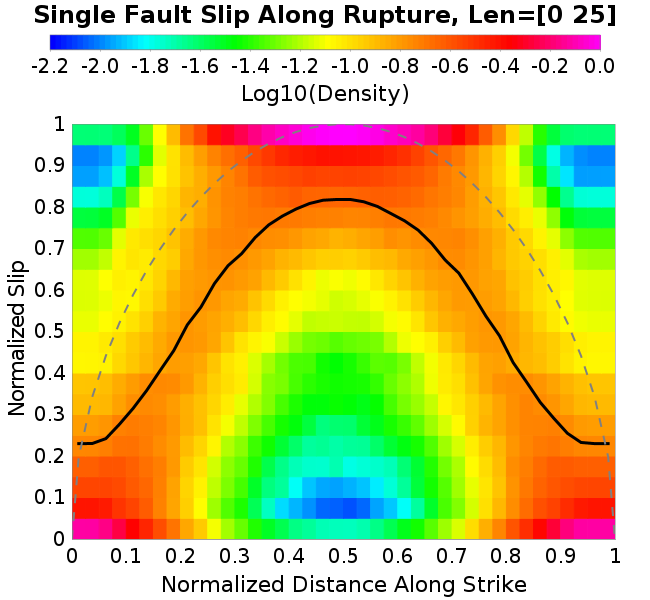 Single Fault Slip Along Rupture, Len=[0 25]
-2.2 -2.0 -1.8 -1.6 -1.4 -1.2 -1.0 -0.8 -0.6 -0.4 -0.2 0.0
Log10(Density)
1
0.9
0.8
0.7
0.6
0.5
0.4
0.3
0.2
0.1
0
Normalized Slip
0 0.1 0.2 0.3 0.4 0.5 0.6 0.7 0.8 0.9 1
Normalized Distance Along Strike